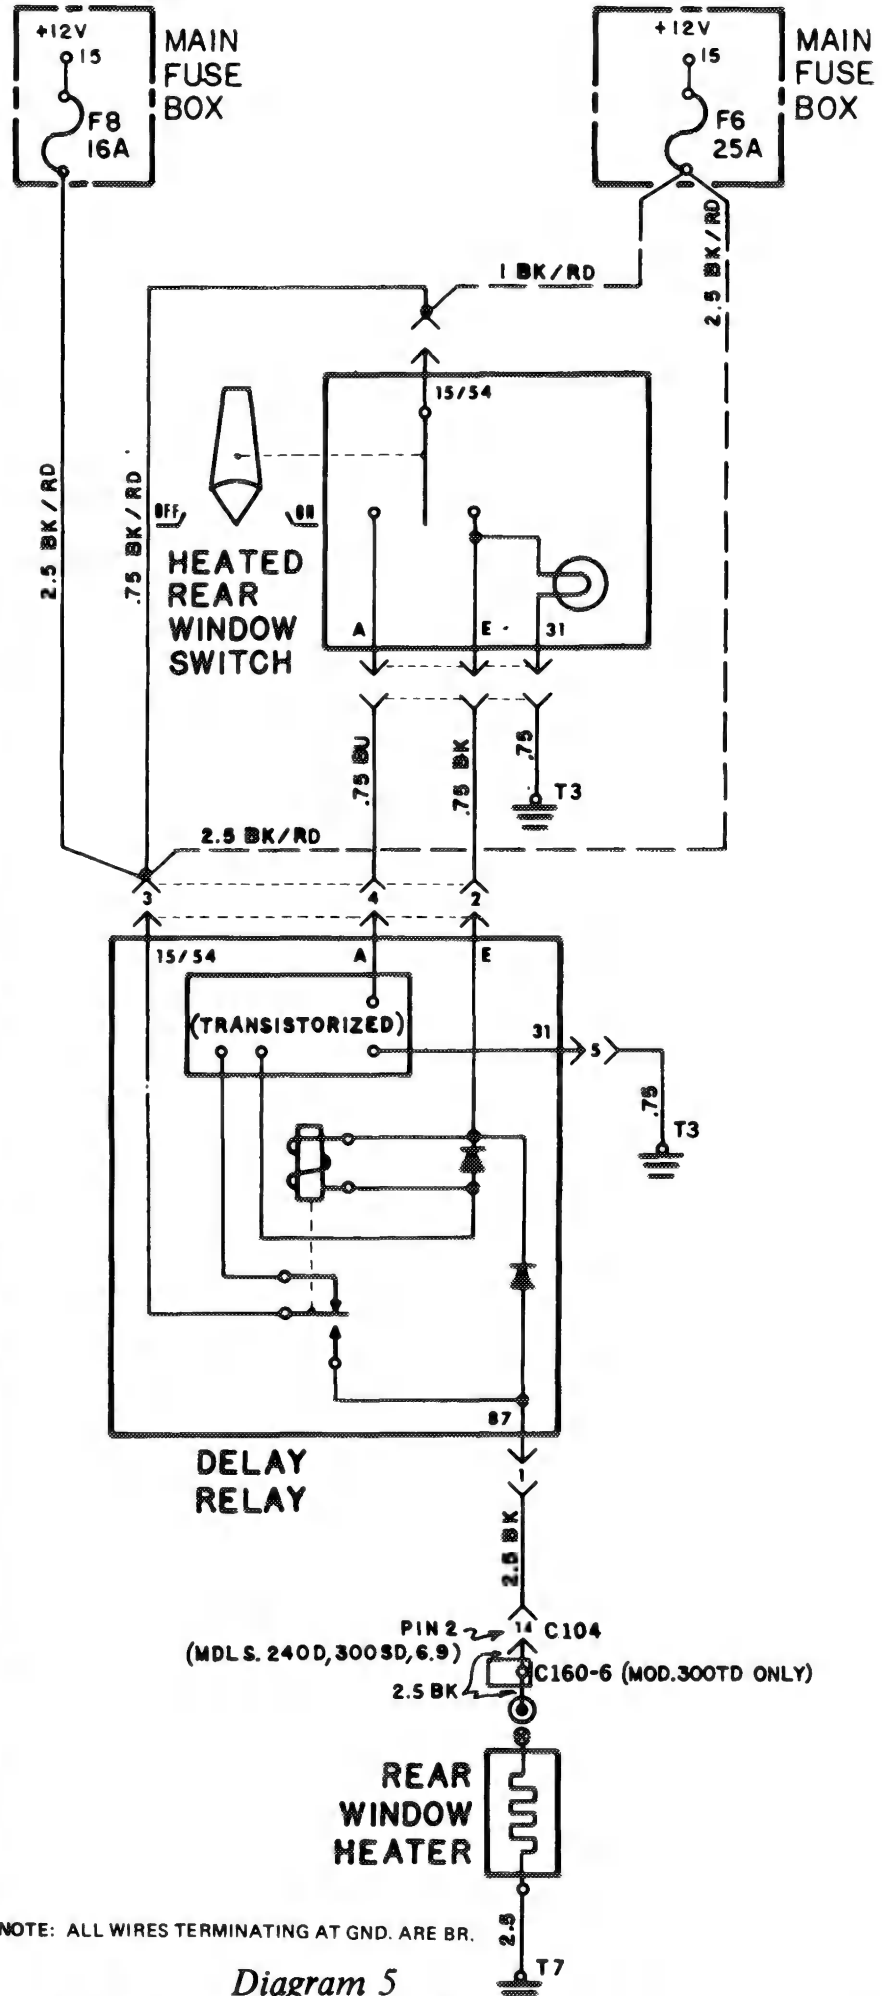 +12V
15
F8
16A
MAIN
FUSE
BOX
+12V
15
F6
25A
MAIN
FUSE
BOX
1 BK/RD
2.5 BK/RD
15/54
2.5 BK/RD
.75 BK/RD
OFF
ON
HEATED
REAR
WINDOW
SWITCH
A
E
31
.75 BU
.75 BK
.75
T3
2.5 BK/RD
3
4
2
15/54
A
E
(TRANSISTORIZED)
31
5
.75
T3
87
DELAY
RELAY
1
2.5 BK
PIN 2
14 C104
(MDLS. 240D, 300SD, 6.9)
C160-6 (MOD.300TD ONLY)
2.5 BK
REAR
WINDOW
HEATER
NOTE: ALL WIRES TERMINATING AT GND. ARE BR.
2.5
T7
Diagram 5